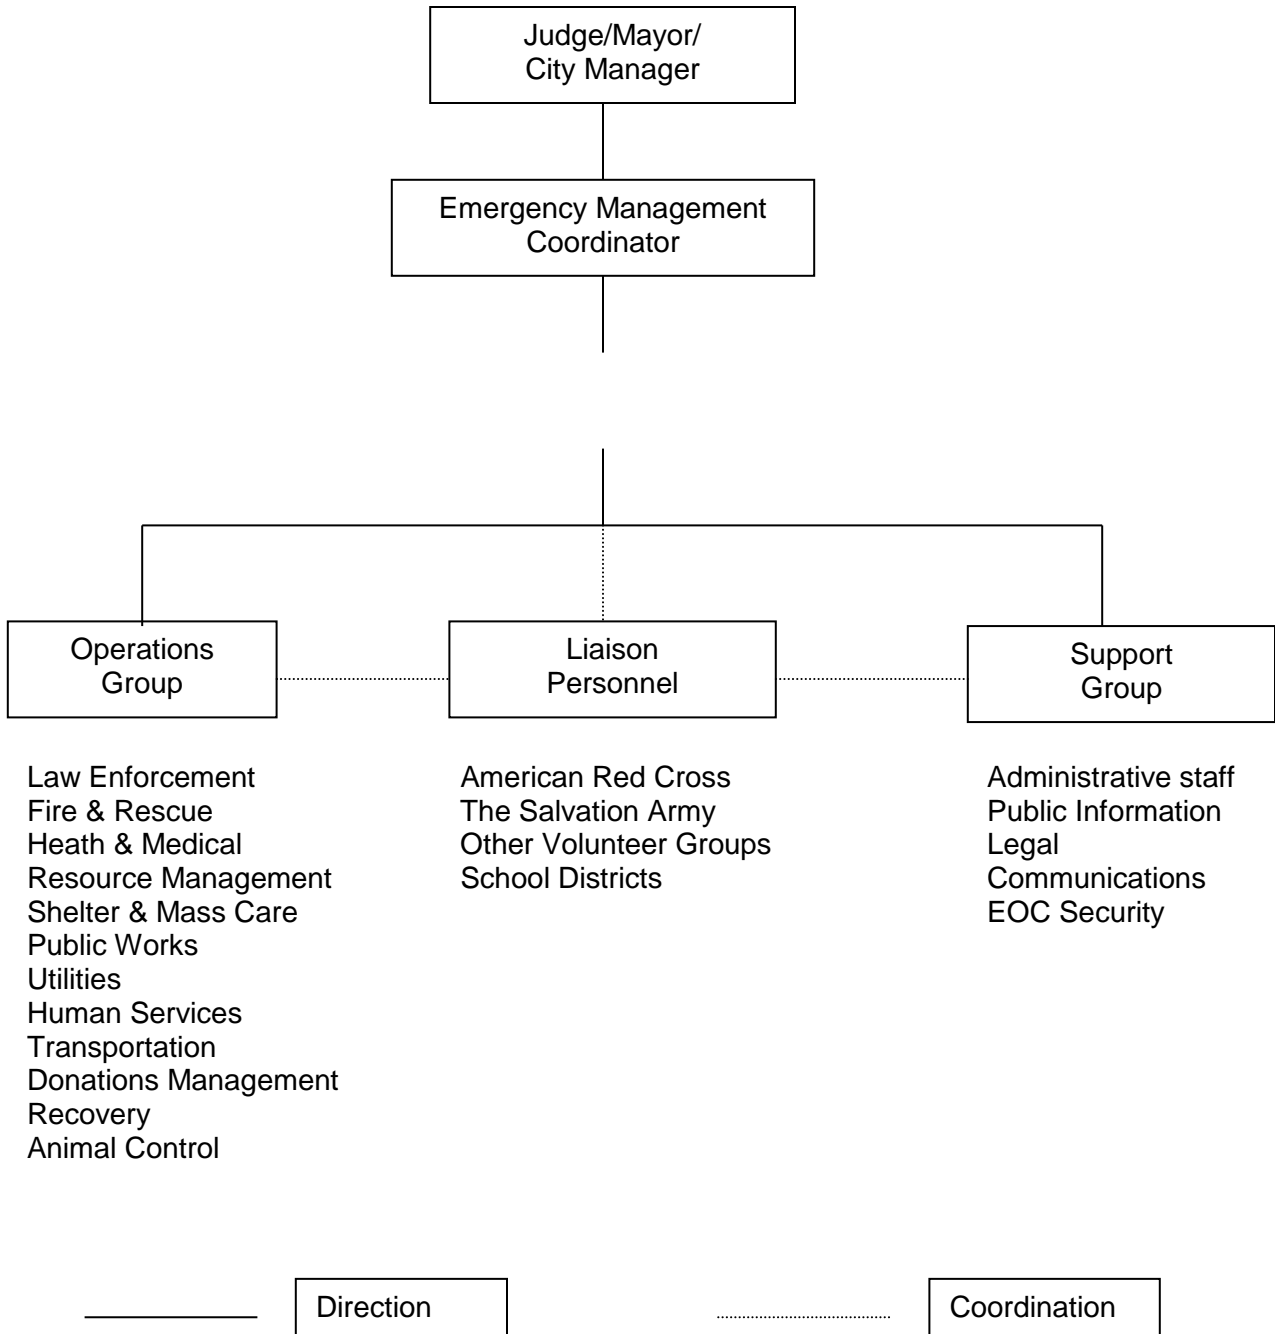 Judge/Mayor/
City Manager
Emergency Management
Coordinator
Operations
Group
Liaison
Personnel
Support
Group
Law Enforcement
Fire & Rescue
Heath & Medical
Resource Management
Shelter & Mass Care
Public Works
Utilities
Human Services
Transportation
Donations Management
Recovery
Animal Control
American Red Cross
The Salvation Army
Other Volunteer Groups
School Districts
Administrative staff
Public Information
Legal
Communications
EOC Security
Direction
Coordination